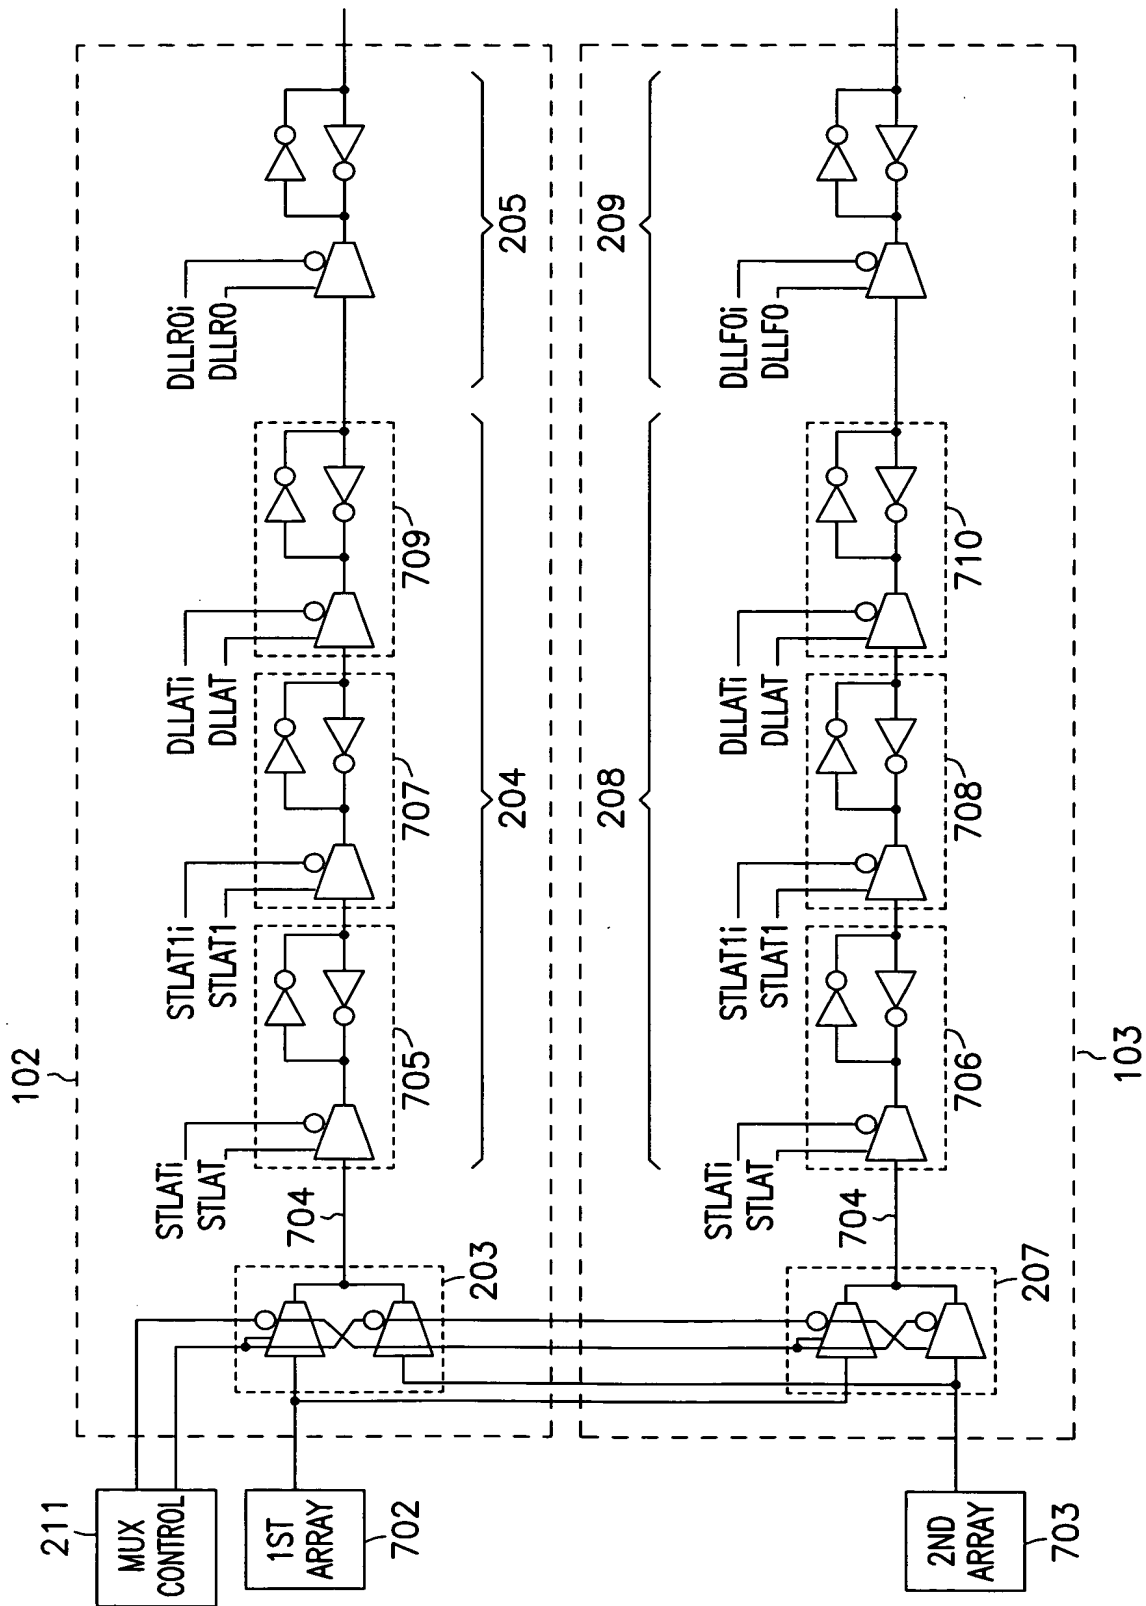 102
DLLR0i
DLLR0
205
DLLATi
DLLAT
709
STLAT1i
STLAT1
707
204
STLATi
STLAT
705
704
203
211
MUX
CONTROL
1ST
ARRAY
702
209
DLLF0i
DLLF0
DLLATi
DLLAT
710
208
STLAT1i
STLAT1
708
STLATi
STLAT
706
704
207
103
2ND
ARRAY
703